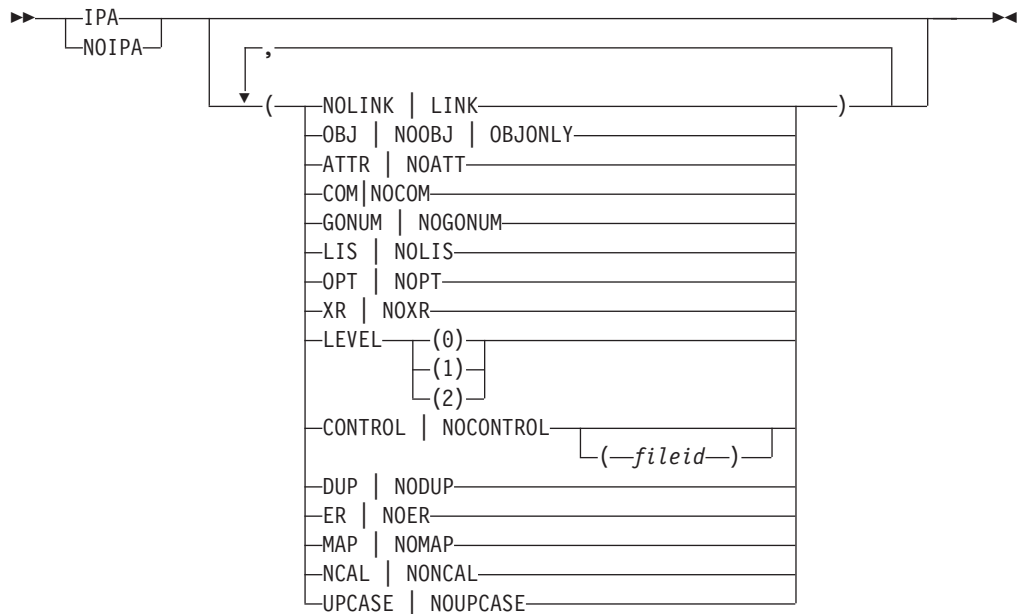 IPA
NOIPA
,
( NOLINK | LINK )
OBJ | NOOBJ | OBJONLY
ATTR | NOATT
COM|NOCOM
GONUM | NOGONUM
LIS | NOLIS
OPT | NOPT
XR | NOXR
LEVEL (0)
(1)
(2)
CONTROL | NOCONTROL
( fileid )
DUP | NODUP
ER | NOER
MAP | NOMAP
NCAL | NONCAL
UPCASE | NOUPCASE